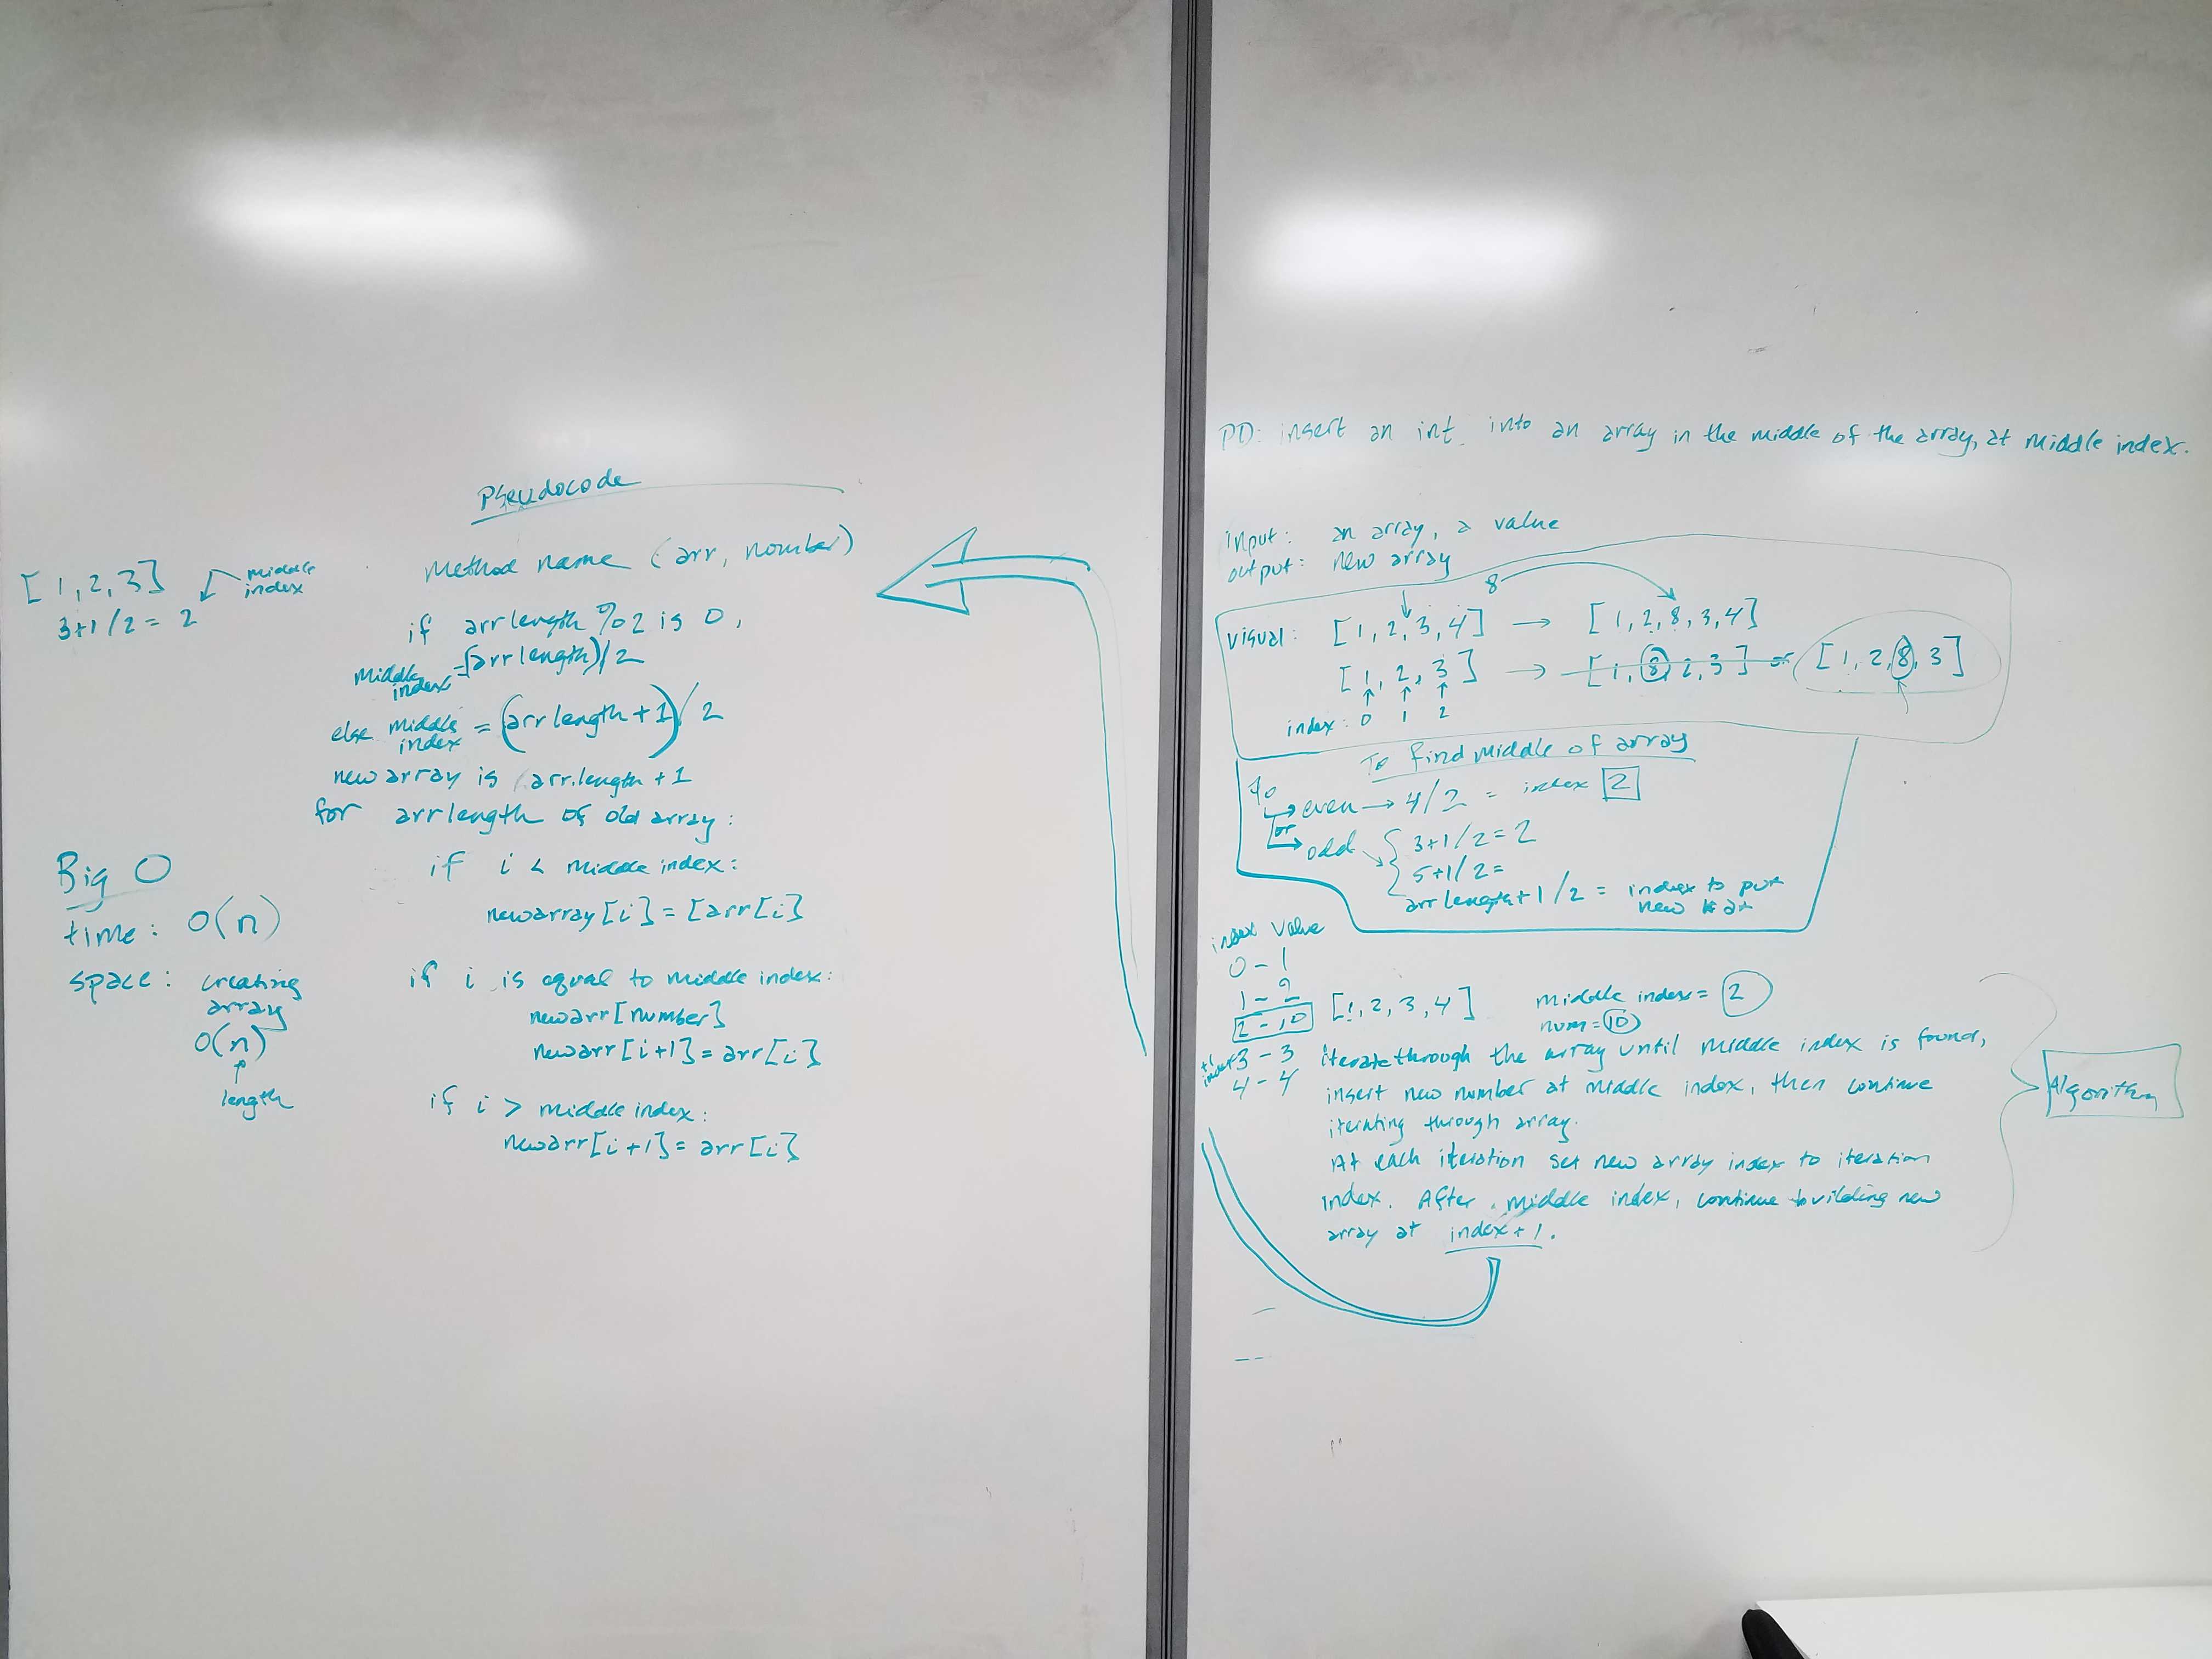 PD: insert an int into an array in the middle of the array, at middle index.
input: an array, a value
output: new array
8
visual: [1,2,3,4] → [1,2,8,3,4]
[1,2,3] → [1,8,2,3] or [1,2,8,3]
index: 0 1 2
To find middle of array
% 
even → 4/2 = index 2
or
odd 3+1/2=2
5+1/2=
arr length+1/2 = index to put
new # at
index value
0-1
1-2
2-10 [1,2,3,4] middle index= 2
num=10
+1
index 3-3
4-4
iterate through the array until middle index is found,
insert new number at middle index, then continue
iterating through array.
At each iteration set new array index to iteration
index. After middle index, continue building new
array at index+1.
Algorithm
Pseudocode
Method name (arr, number)
if arr length %2 is 0,
middle index = (arr length)/2
else middle index = (arr length+1)/2
new array is arr.length+1
for arr length of old array:
if i < middle index:
newarray[i] = [arr[i]
if i is equal to middle index:
newarr[number]
newarr[i+1]=arr[i]
if i > middle index:
newarr[i+1]= arr[i]
[1,2,3] middle
index
3+1/2= 2
Big O
time: O(n)
space: creating
array
O(n)
↑
length